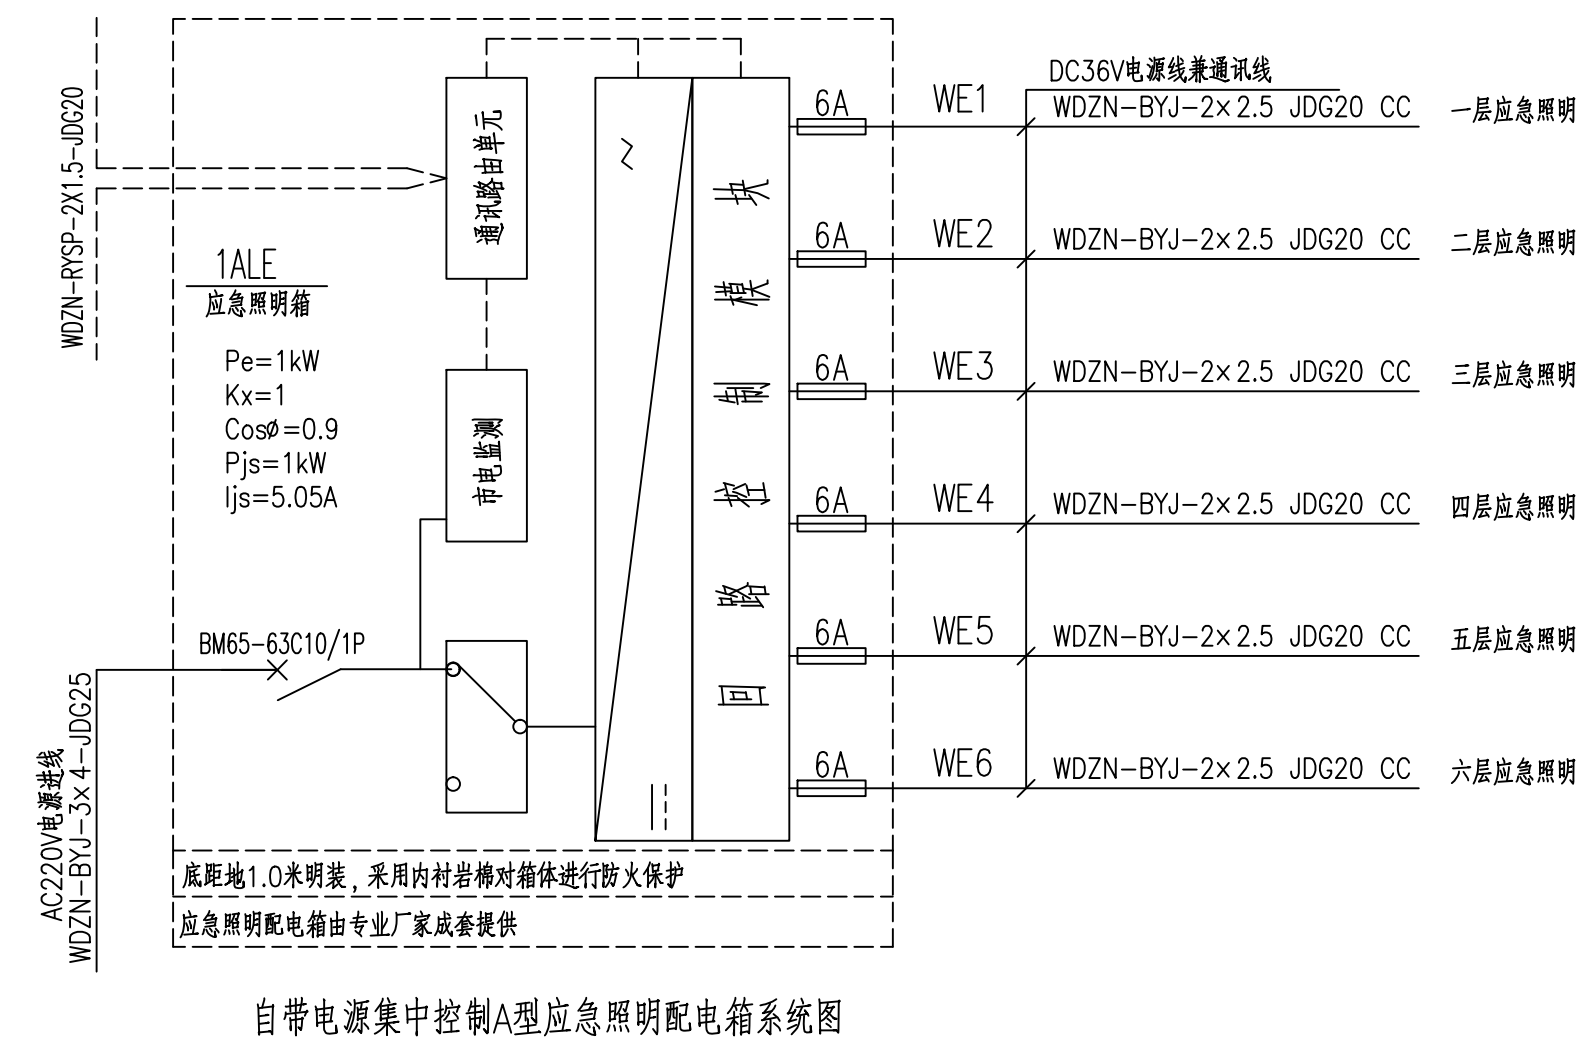 DC36V电源线兼通讯线
6A WE1 WDZN-BYJ-2×2.5 JDG20 CC 一层应急照明
6A WE2 WDZN-BYJ-2×2.5 JDG20 CC 二层应急照明
6A WE3 WDZN-BYJ-2×2.5 JDG20 CC 三层应急照明
6A WE4 WDZN-BYJ-2×2.5 JDG20 CC 四层应急照明
6A WE5 WDZN-BYJ-2×2.5 JDG20 CC 五层应急照明
6A WE6 WDZN-BYJ-2×2.5 JDG20 CC 六层应急照明
WDZN-RYSP-2X1.5-JDG20
通讯路由单元
~
回路控制模块
1ALE
应急照明箱
Pe=1kW
Kx=1
Cosø=0.9
Pjs=1kW
Ijs=5.05A
市电监测
BM65-63C10/1P
AC220V电源进线
WDZN-BYJ-3×4-JDG25
底距地1.0米明装,采用内衬岩棉对箱体进行防火保护
应急照明配电箱由专业厂家成套提供
自带电源集中控制A型应急照明配电箱系统图